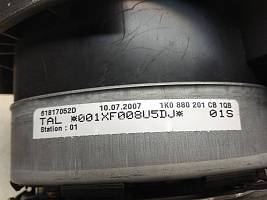 61817052D 10.07.2007 1K0 880 201 CB 1QB
TAL *001XF008U5DJ* 01S
Station : 01